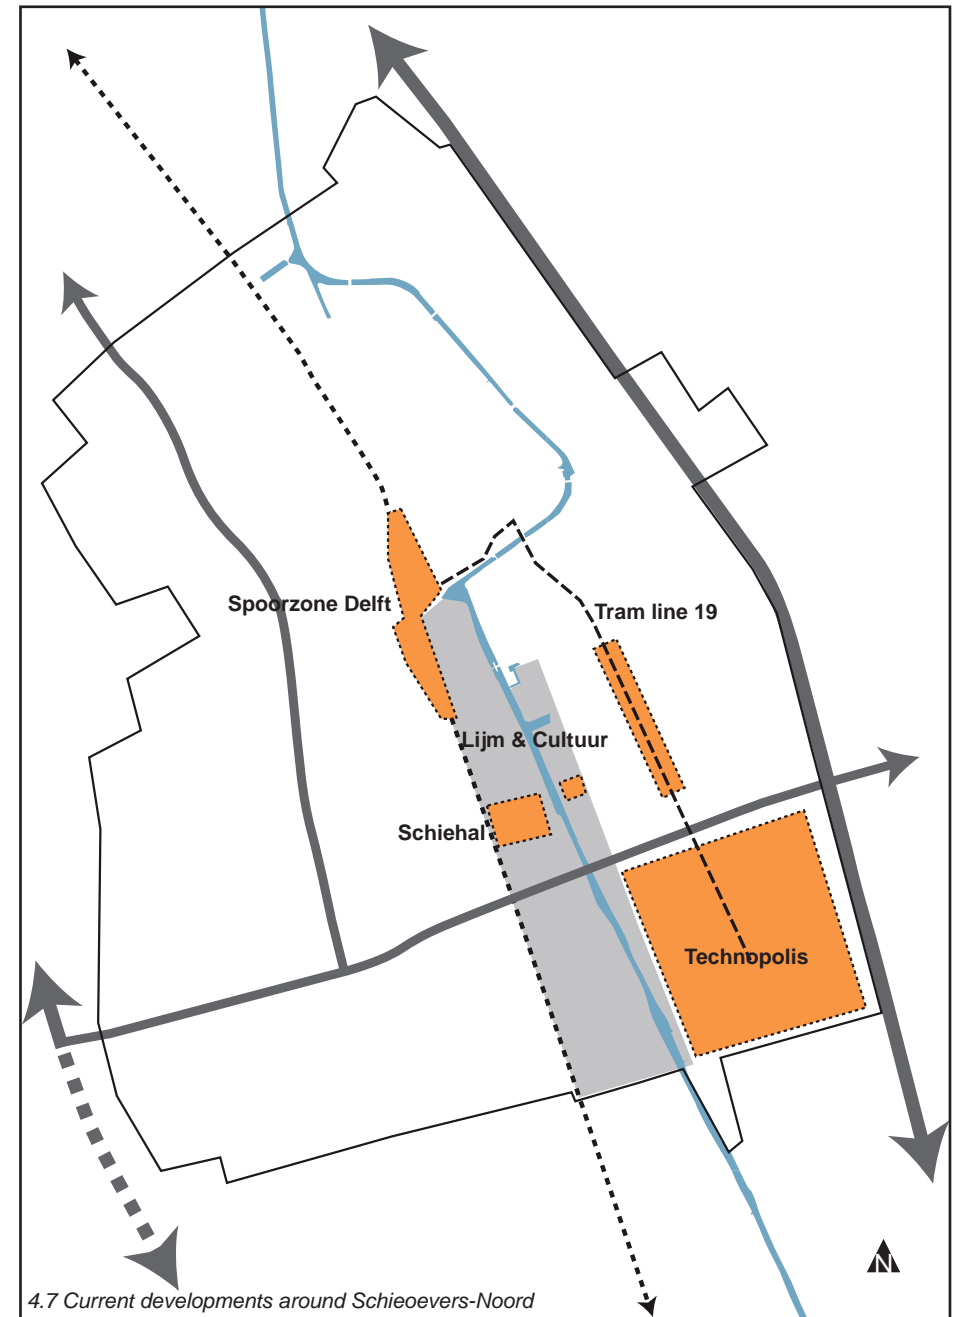 Spoorzone Delft
Tram line 19
Lijm & Cultuur
Schiehal
Technopolis
N
4.7 Current developments around Schieoevers-Noord